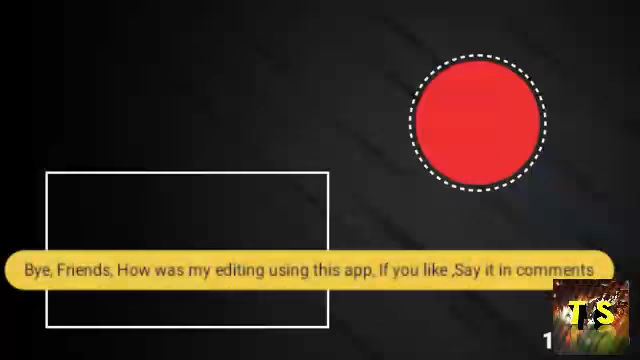 Bye, Friends, How was my editing using this app, If you like ,Say it in comments
TS
1